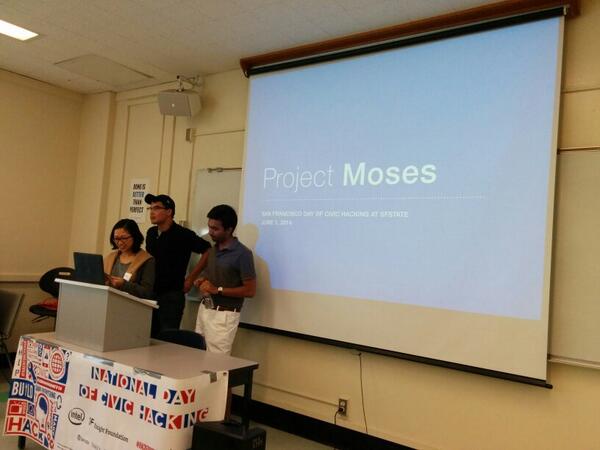 Project Moses
SAN FRANCISCO DAY OF CIVIC HACKING AT SFSTATE
JUNE 1, 2014
DONE IS
BETTER
THAN
PERFECT
NATIONAL DAY
OF CIVIC HACKING
BUILD
HACK
intel
Knight Foundation